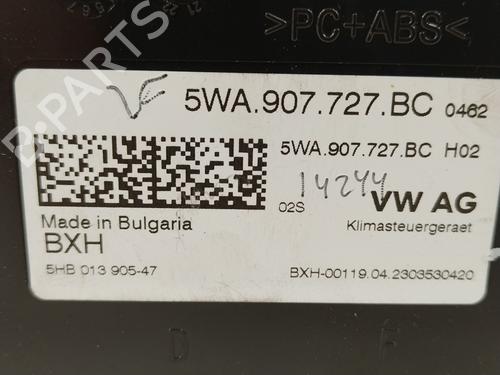 >PC+ABS<
VF 5WA.907.727.BC 0462
5WA.907.727.BC H02
14244
02S VW AG
Made in Bulgaria
Klimasteuergeraet
BXH
5HB 013 905-47
BXH-00119.04.2303530420
D F